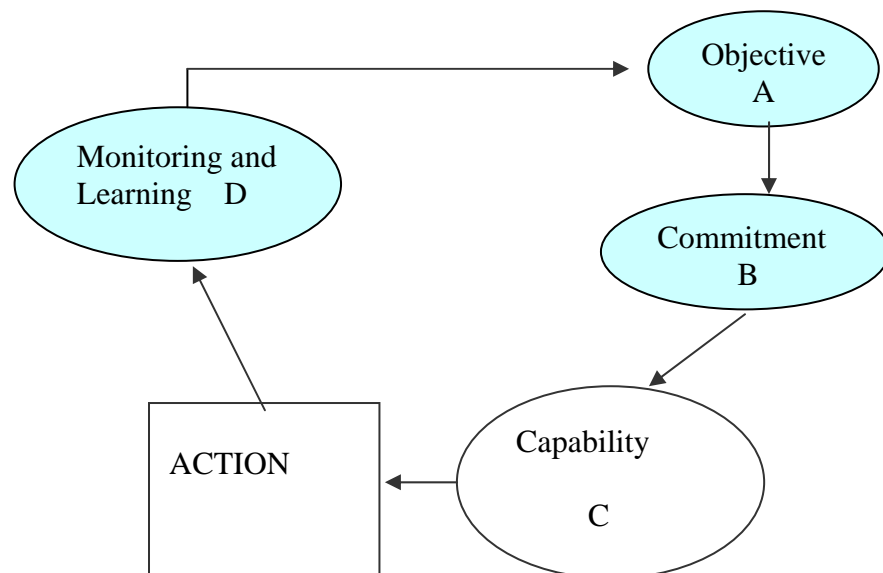 Objective
A
Monitoring and
Learning D
Commitment
B
Capability
C
ACTION